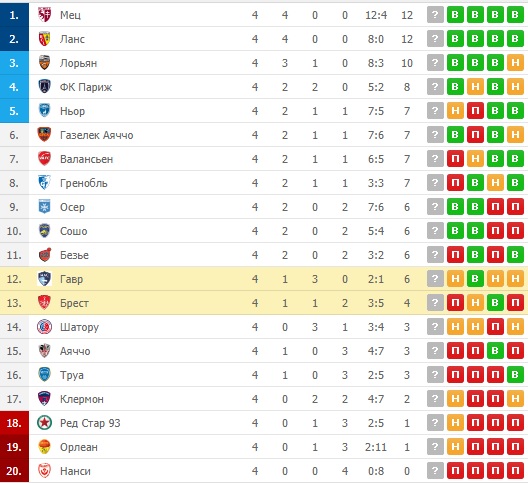 1. Мец 4 4 0 0 12:4 12 ? В В В В
2. Ланс 4 4 0 0 8:0 12 ? В В В В
3. Лорьян 4 3 1 0 8:3 10 ? В В В Н
4. ФК Париж 4 2 2 0 5:2 8 ? В Н В Н
5. Ньор 4 2 1 1 7:5 7 ? Н П В В
6. Газелек Аяччо 4 2 1 1 7:6 7 ? В П В Н
7. Валансьен 4 2 1 1 6:5 7 ? П Н В В
8. Гренобль 4 2 1 1 3:3 7 ? П В Н В
9. Осер 4 2 0 2 7:6 6 ? В В П П
10. Сошо 4 2 0 2 5:4 6 ? В В П П
11. Безье 4 2 0 2 3:2 6 ? П В П В
12. Гавр 4 1 3 0 2:1 6 ? Н В Н Н
13. Брест 4 1 1 2 3:5 4 ? П Н В П
14. Шатору 4 0 3 1 3:4 3 ? Н Н П Н
15. Аяччо 4 1 0 3 4:7 3 ? П П В П
16. Труа 4 1 0 3 2:5 3 ? П П П В
17. Клермон 4 0 2 2 4:7 2 ? Н П П Н
18. Ред Стар 93 4 0 1 3 2:5 1 ? Н П П П
19. Орлеан 4 0 1 3 2:11 1 ? Н П П П
20. Нанси 4 0 0 4 0:8 0 ? П П П П